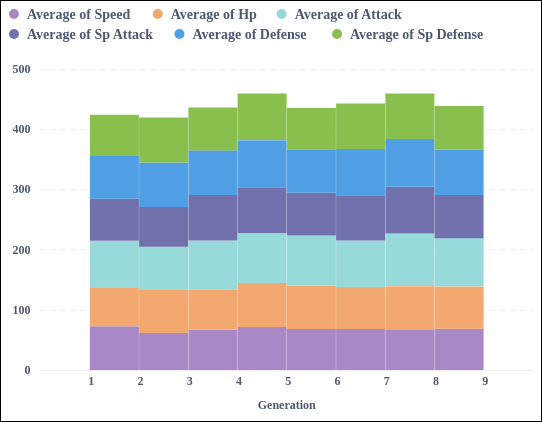 Average of Speed Average of Hp Average of Attack
Average of Sp Attack Average of Defense Average of Sp Defense
500
400
300
200
100
0
1 2 3 4 5 6 7 8 9
Generation